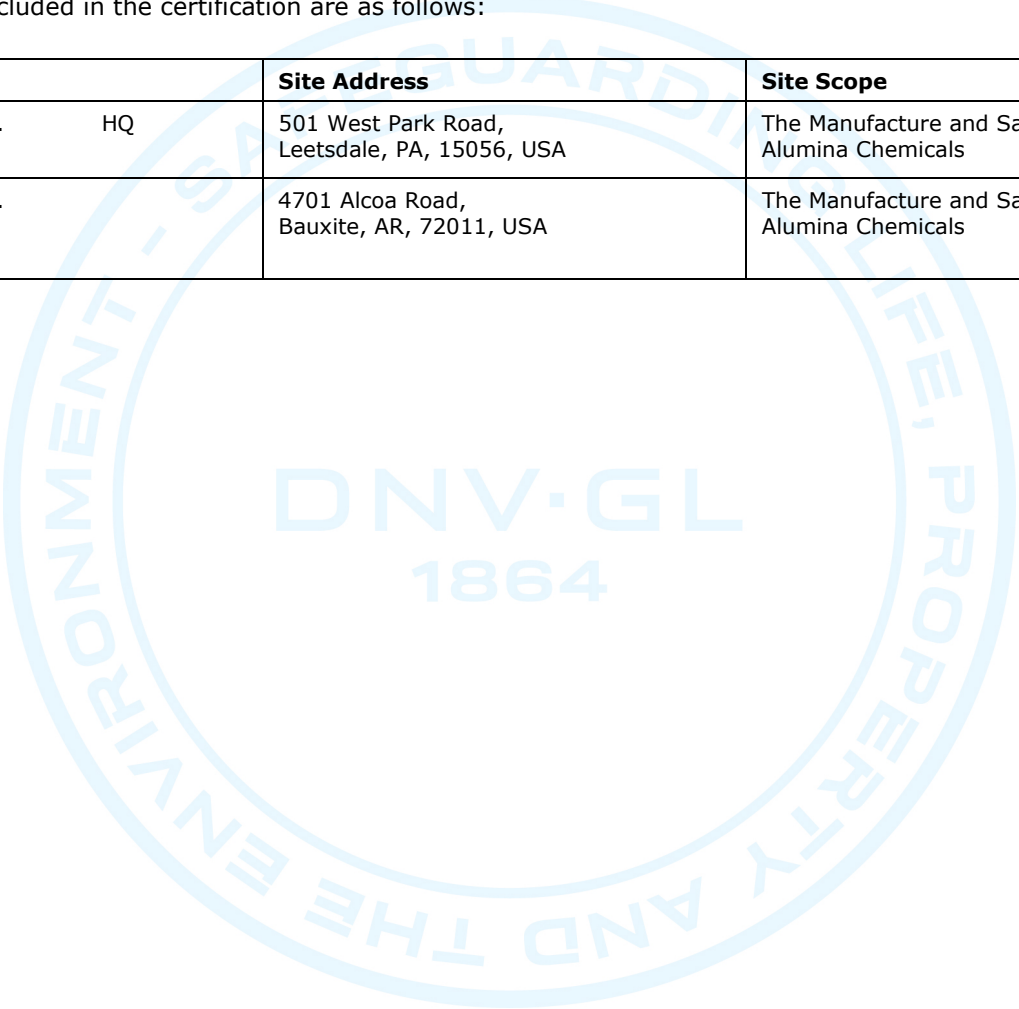 cluded in the certification are as follows:
Site Address Site Scope
. HQ 501 West Park Road, The Manufacture and Sa
Leetsdale, PA, 15056, USA Alumina Chemicals
. 4701 Alcoa Road, The Manufacture and Sa
Bauxite, AR, 72011, USA Alumina Chemicals
SAFEGUARDING LIFE, PROPERTY AND THE ENVIRONMENT -
DNV·GL
1864